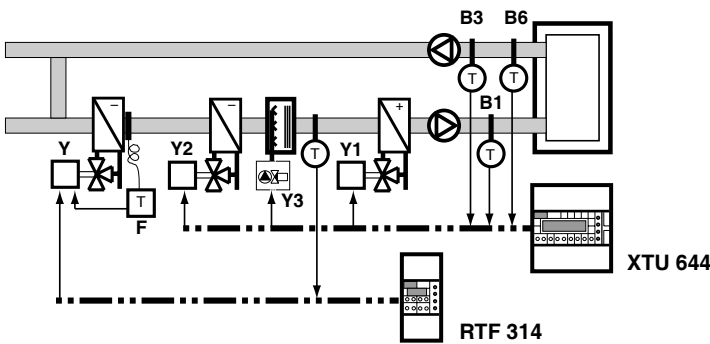 B3 B6
T T
B1
− − +
Y Y2 T Y1 T
T Y3
F
XTU 644
RTF 314